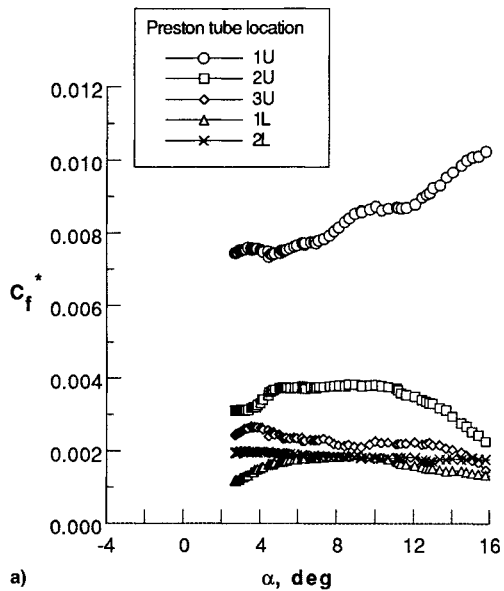 Preston tube location
1U
2U
3U
1L
2L
0.012
0.010
0.008
C_f*
0.006
0.004
0.002
0.000
-4 0 4 8 12 16
a) α, deg